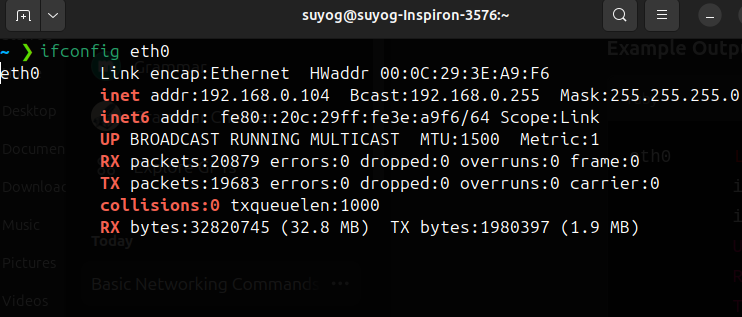 suyog@suyog-Inspiron-3576:~
~ ❯ ifconfig eth0
eth0 Link encap:Ethernet HWaddr 00:0C:29:3E:A9:F6
inet addr:192.168.0.104 Bcast:192.168.0.255 Mask:255.255.255.0
inet6 addr: fe80::20c:29ff:fe3e:a9f6/64 Scope:Link
UP BROADCAST RUNNING MULTICAST MTU:1500 Metric:1
RX packets:20879 errors:0 dropped:0 overruns:0 frame:0
TX packets:19683 errors:0 dropped:0 overruns:0 carrier:0
collisions:0 txqueuelen:1000
RX bytes:32820745 (32.8 MB) TX bytes:1980397 (1.9 MB)
Example Outp
Desktop
Documen
Downloa
Music
Pictures
Videos
Explore GPTs
Today
Basic Networking Commands
eth0